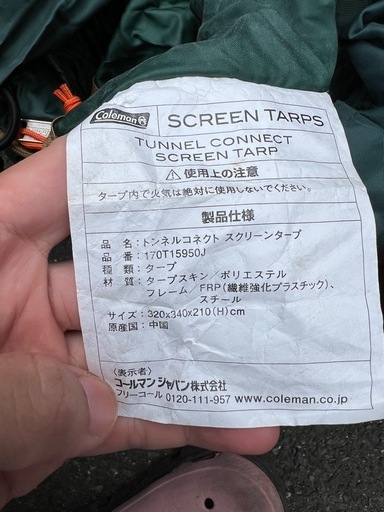 Coleman
SCREEN TARPS
TUNNEL CONNECT
SCREEN TARP
使用上の注意
タープ内で火気は絶対に使用しないでください。
製品仕様
品 名：トンネルコネクト スクリーンタープ
品 番：170T15950J
種 類：タープ
材 質：タープスキン／ポリエステル
フレーム／FRP（繊維強化プラスチック）、
スチール
サイズ：320x340x210(H)cm
原産国：中国
〈表示者〉
コールマン ジャパン株式会社
フリーコール 0120-111-957 www.coleman.co.jp